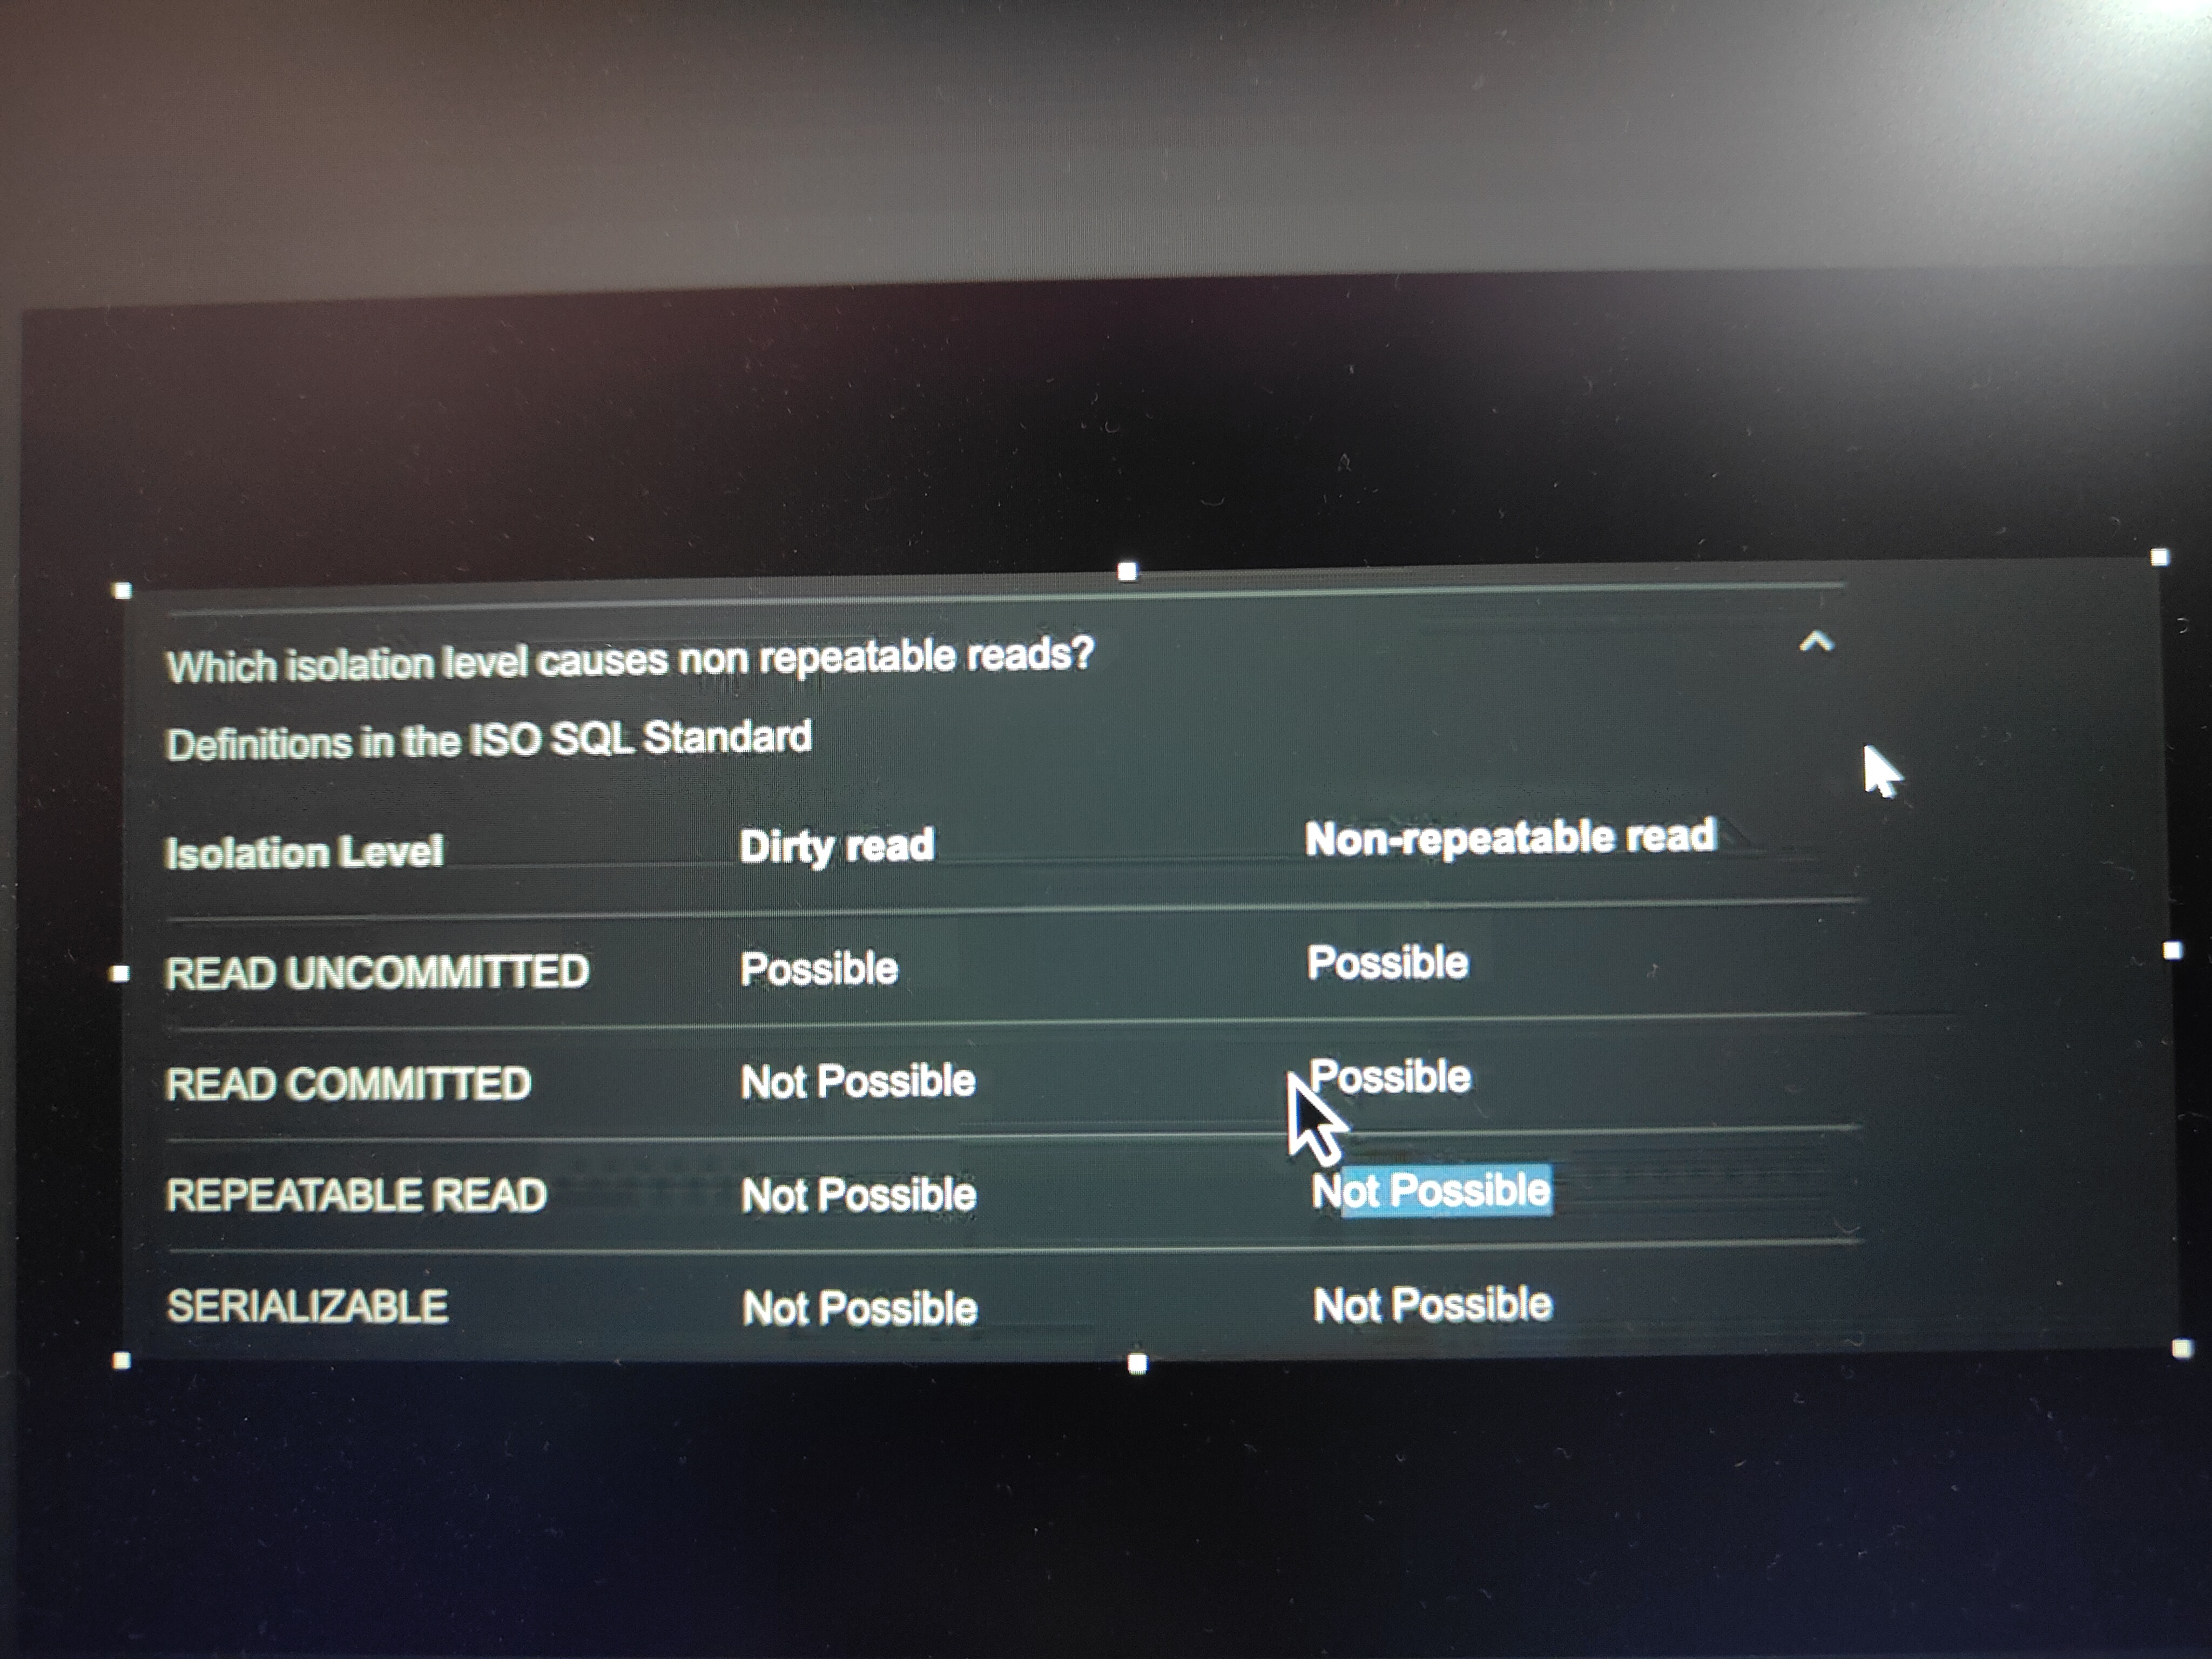 Which isolation level causes non repeatable reads?
Definitions in the ISO SQL Standard
Isolation Level Dirty read Non-repeatable read
READ UNCOMMITTED Possible Possible
READ COMMITTED Not Possible Possible
REPEATABLE READ Not Possible Not Possible
SERIALIZABLE Not Possible Not Possible